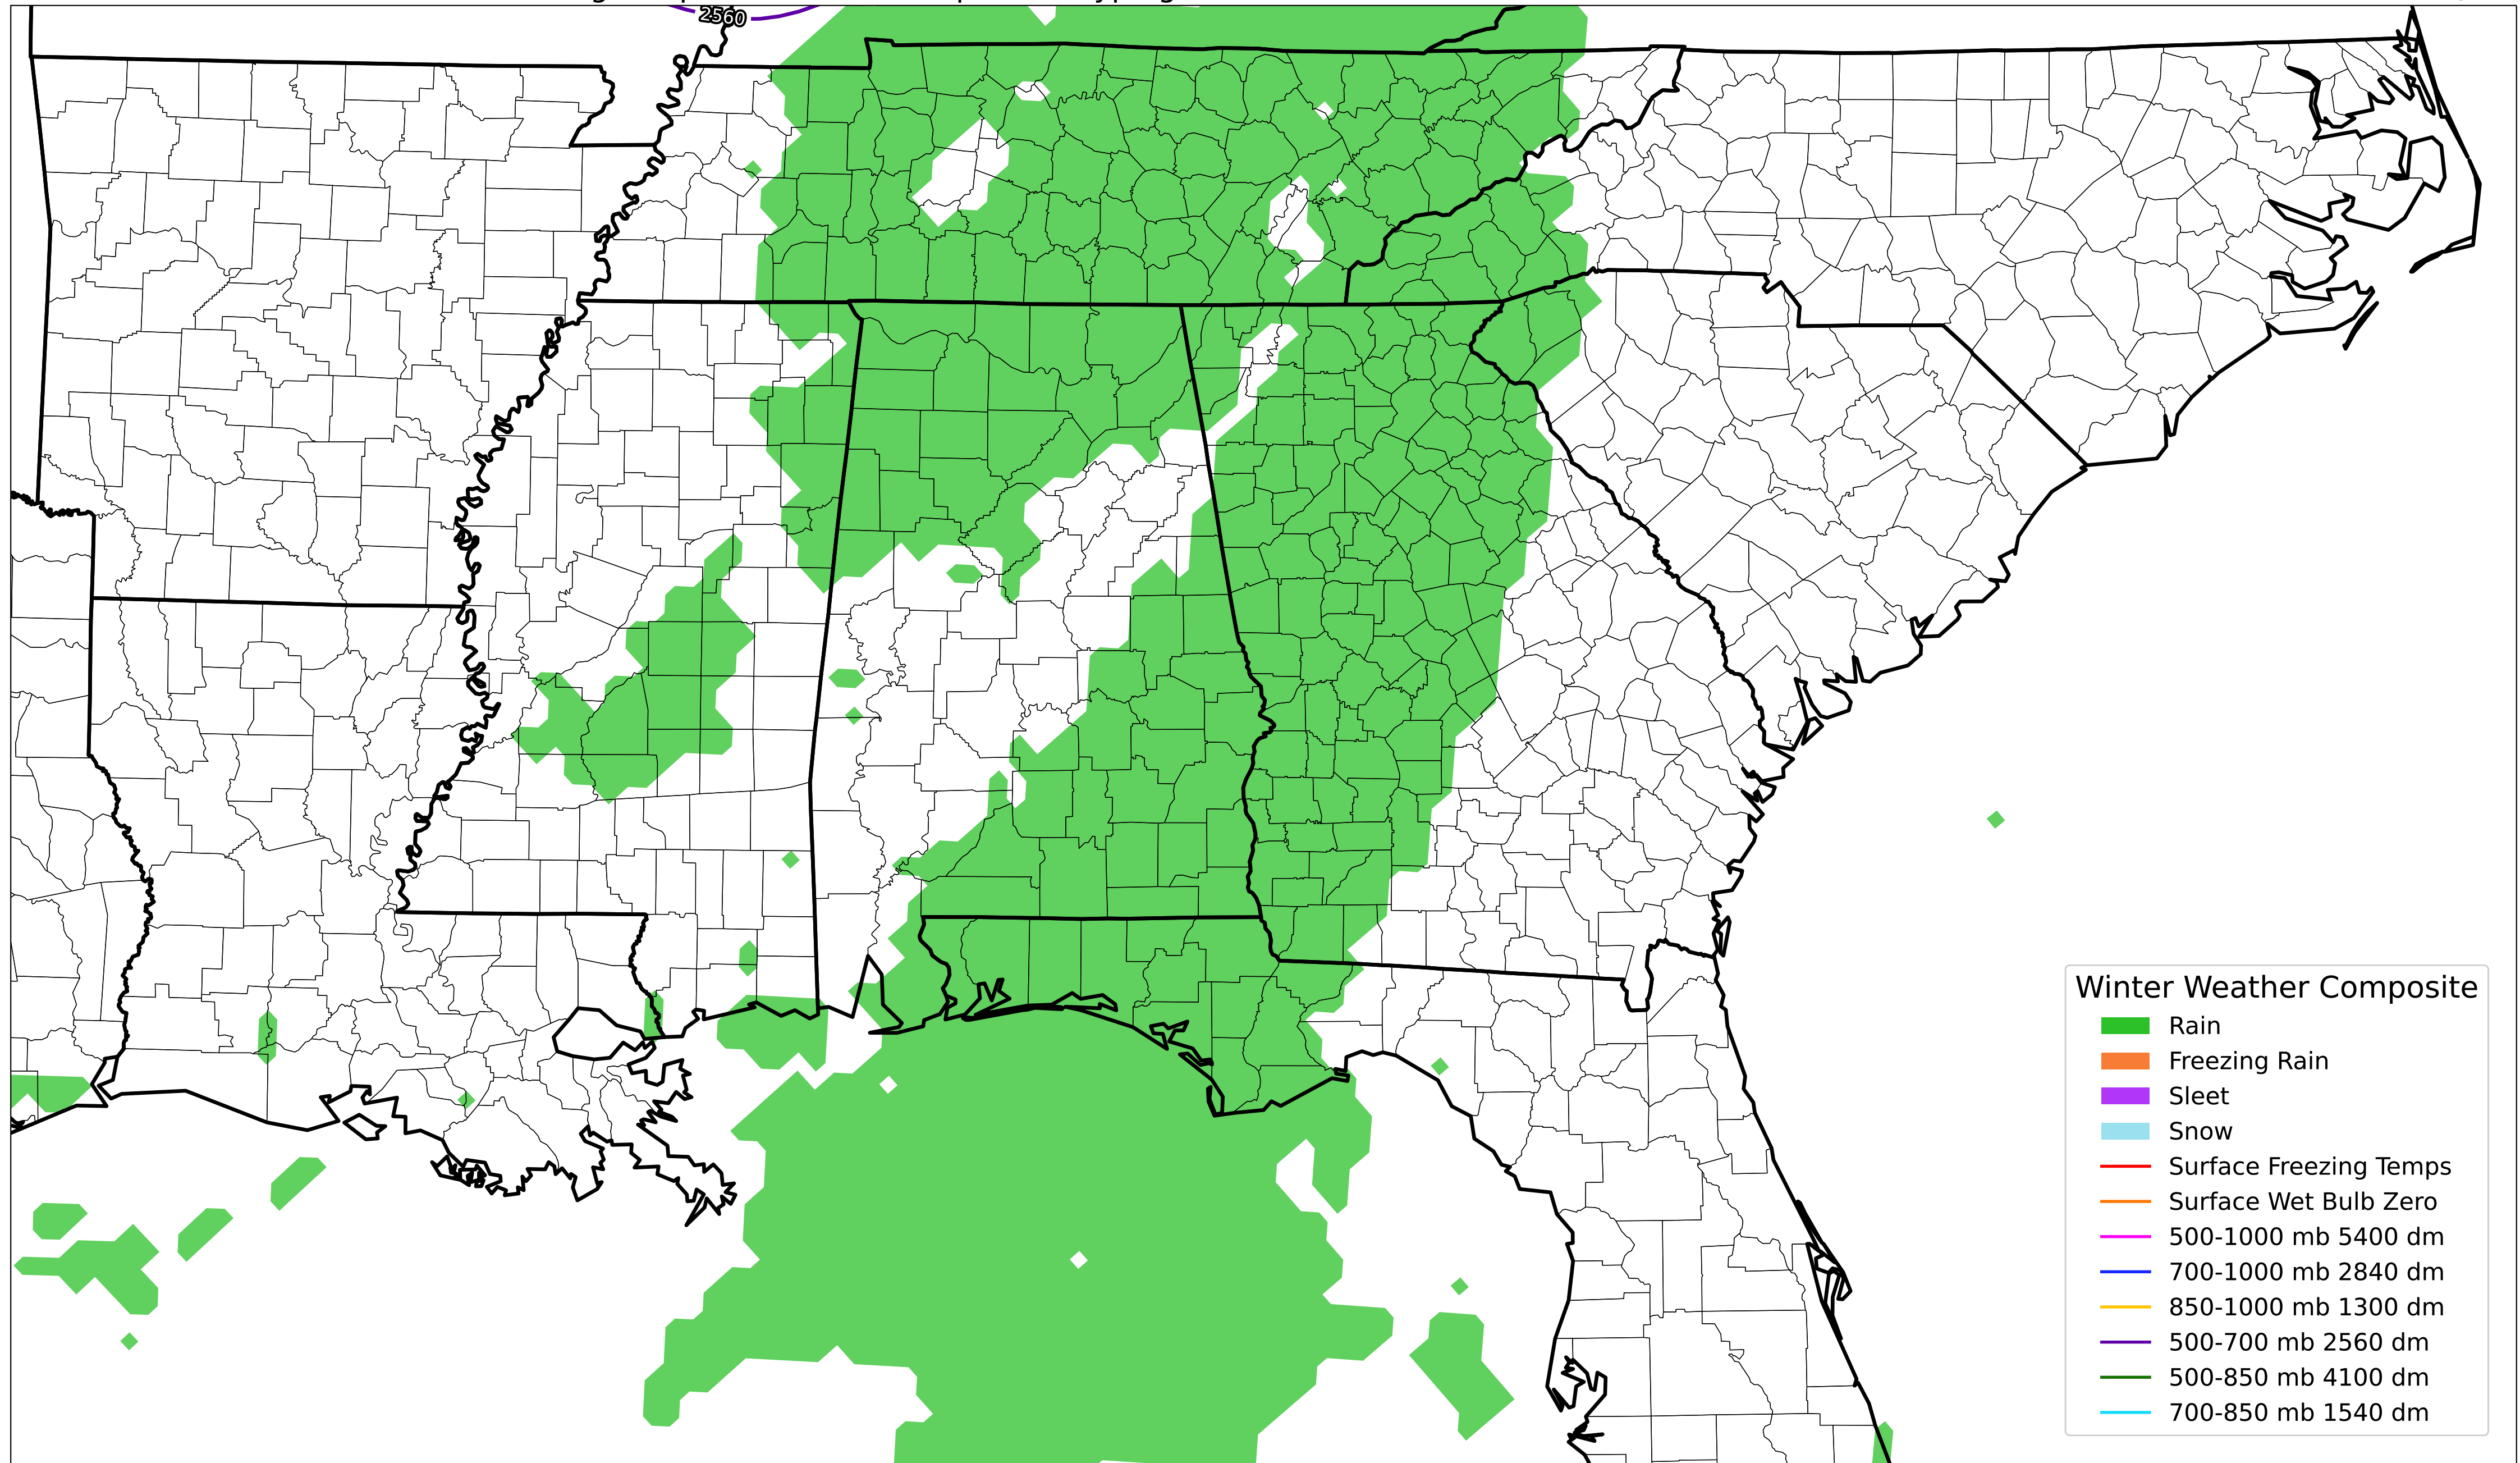 2560
Winter Weather Composite
Rain
Freezing Rain
Sleet
Snow
Surface Freezing Temps
Surface Wet Bulb Zero
500-1000 mb 5400 dm
700-1000 mb 2840 dm
850-1000 mb 1300 dm
500-700 mb 2560 dm
500-850 mb 4100 dm
700-850 mb 1540 dm